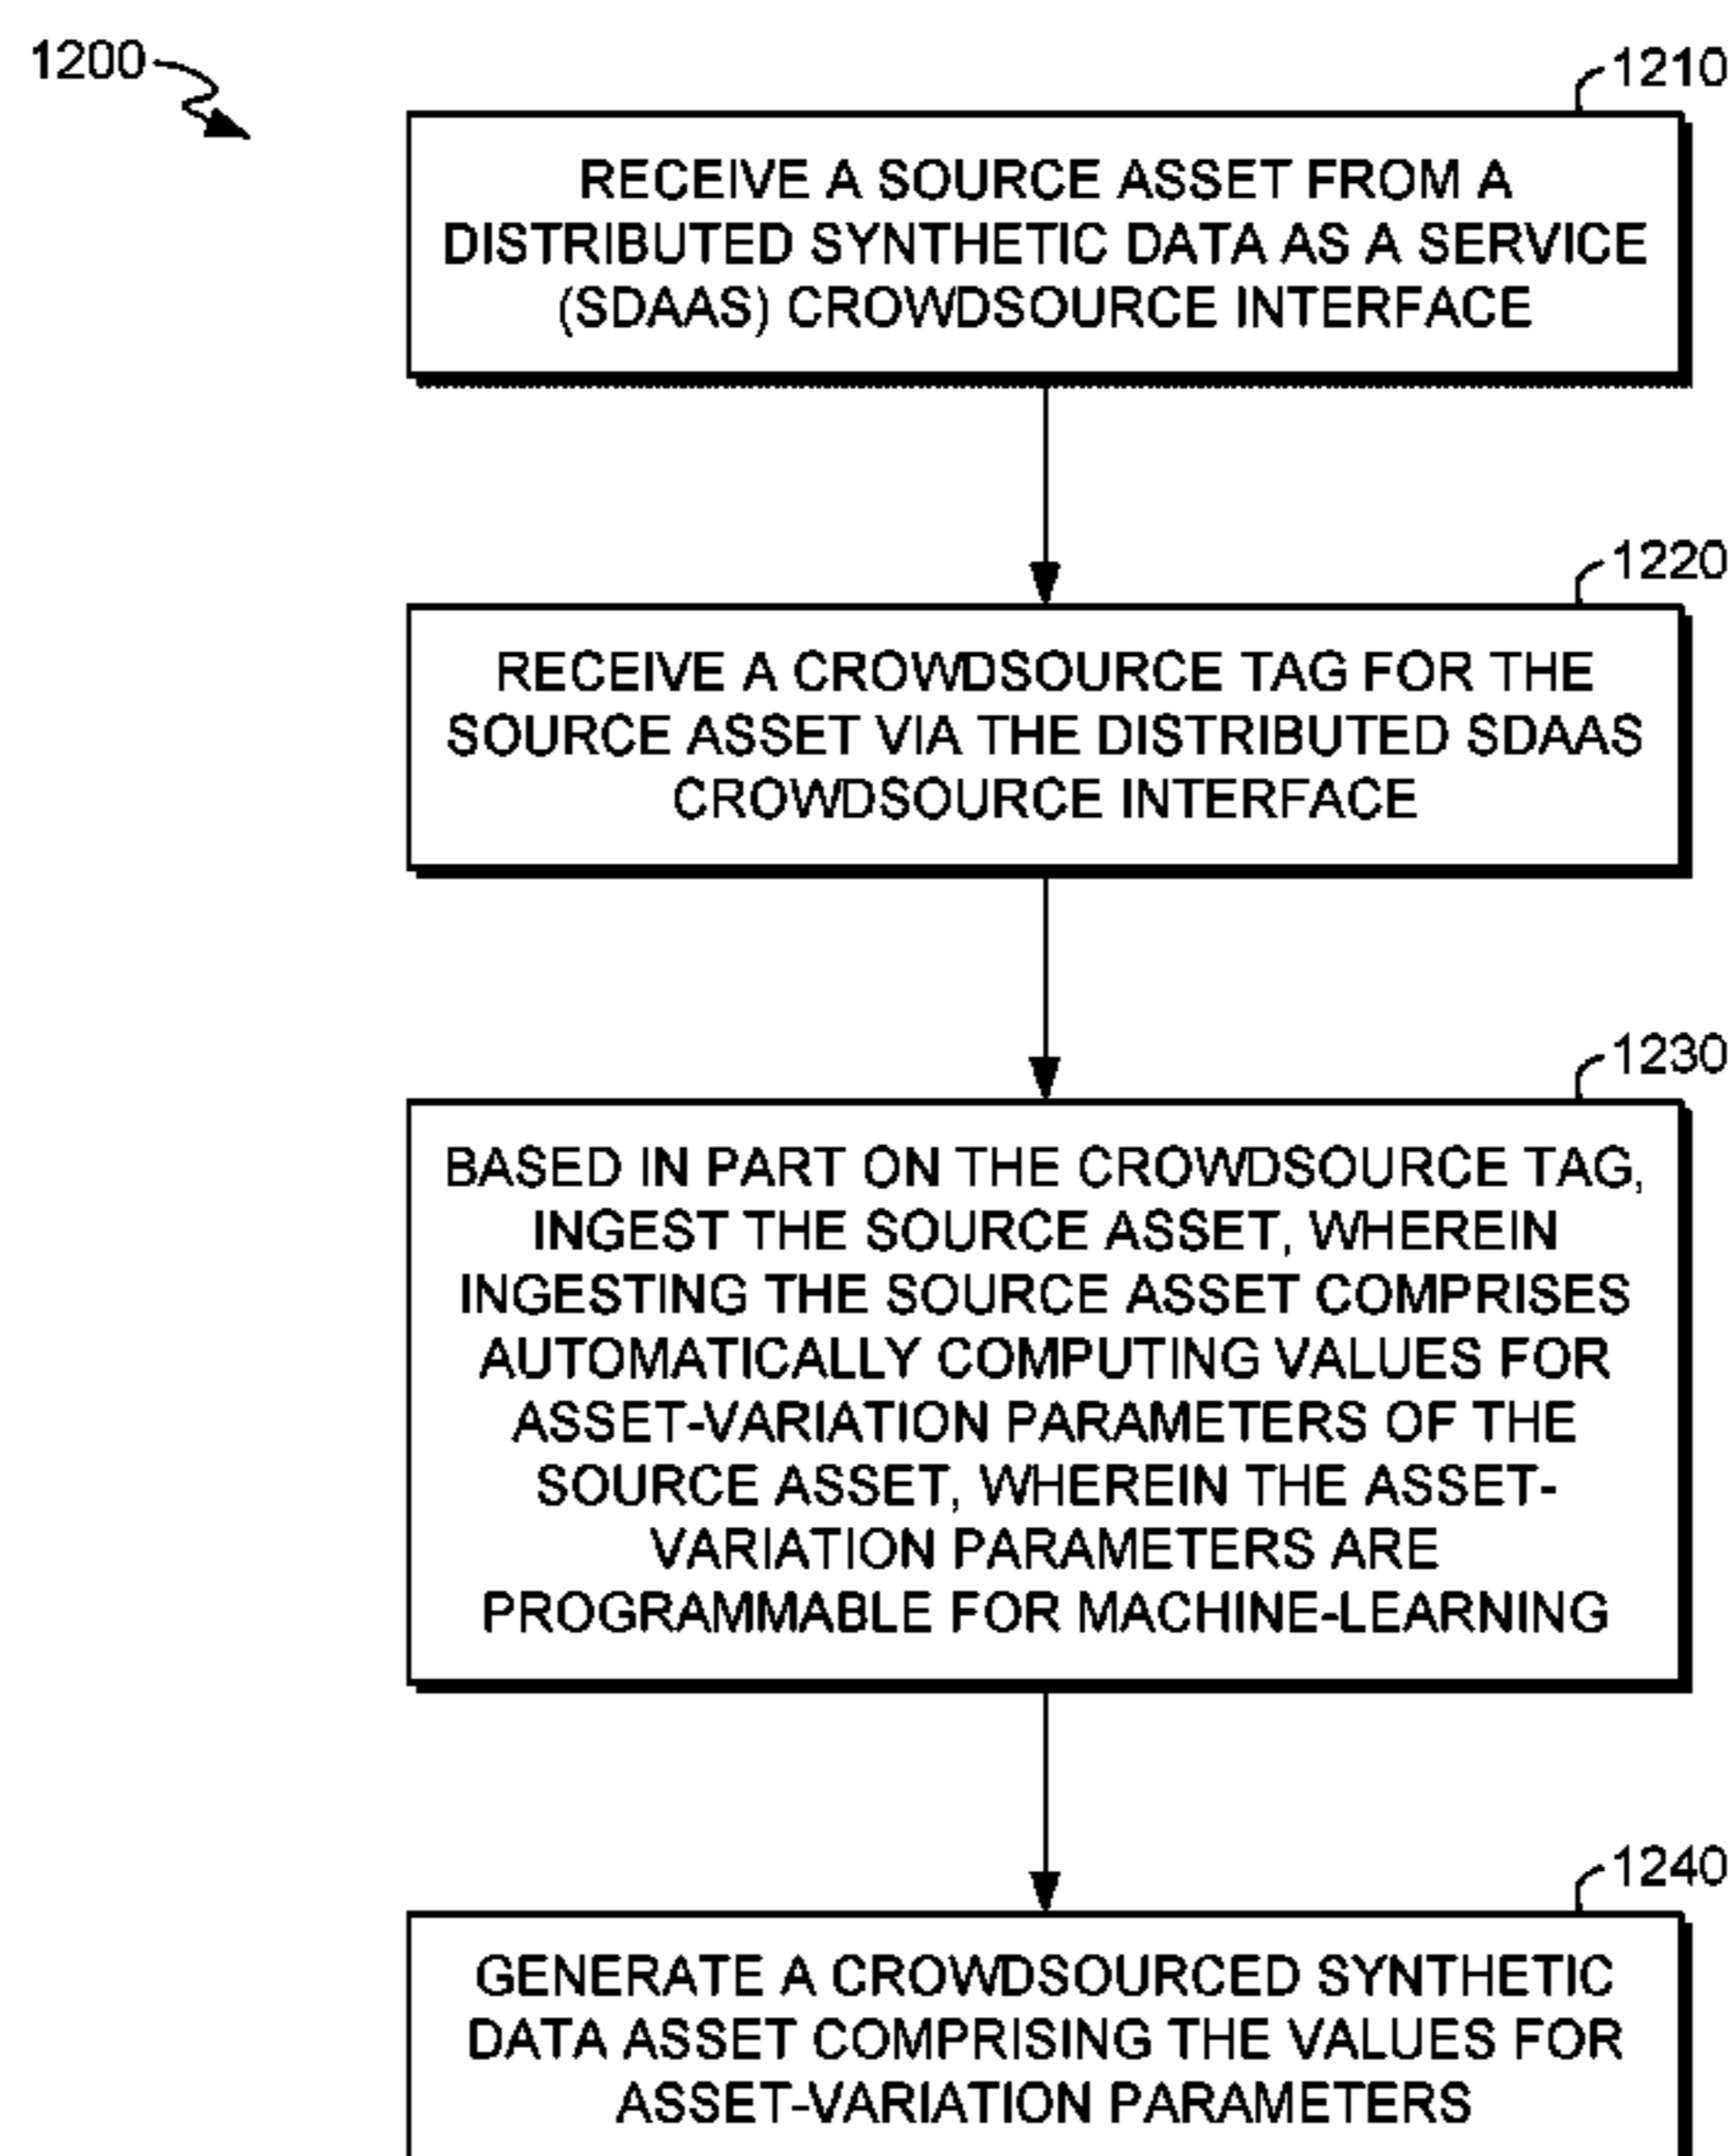 1200
1210
RECEIVE A SOURCE ASSET FROM A
DISTRIBUTED SYNTHETIC DATA AS A SERVICE
(SDAAS) CROWDSOURCE INTERFACE
1220
RECEIVE A CROWDSOURCE TAG FOR THE
SOURCE ASSET VIA THE DISTRIBUTED SDAAS
CROWDSOURCE INTERFACE
1230
BASED IN PART ON THE CROWDSOURCE TAG,
INGEST THE SOURCE ASSET, WHEREIN
INGESTING THE SOURCE ASSET COMPRISES
AUTOMATICALLY COMPUTING VALUES FOR
ASSET-VARIATION PARAMETERS OF THE
SOURCE ASSET, WHEREIN THE ASSET-
VARIATION PARAMETERS ARE
PROGRAMMABLE FOR MACHINE-LEARNING
1240
GENERATE A CROWDSOURCED SYNTHETIC
DATA ASSET COMPRISING THE VALUES FOR
ASSET-VARIATION PARAMETERS